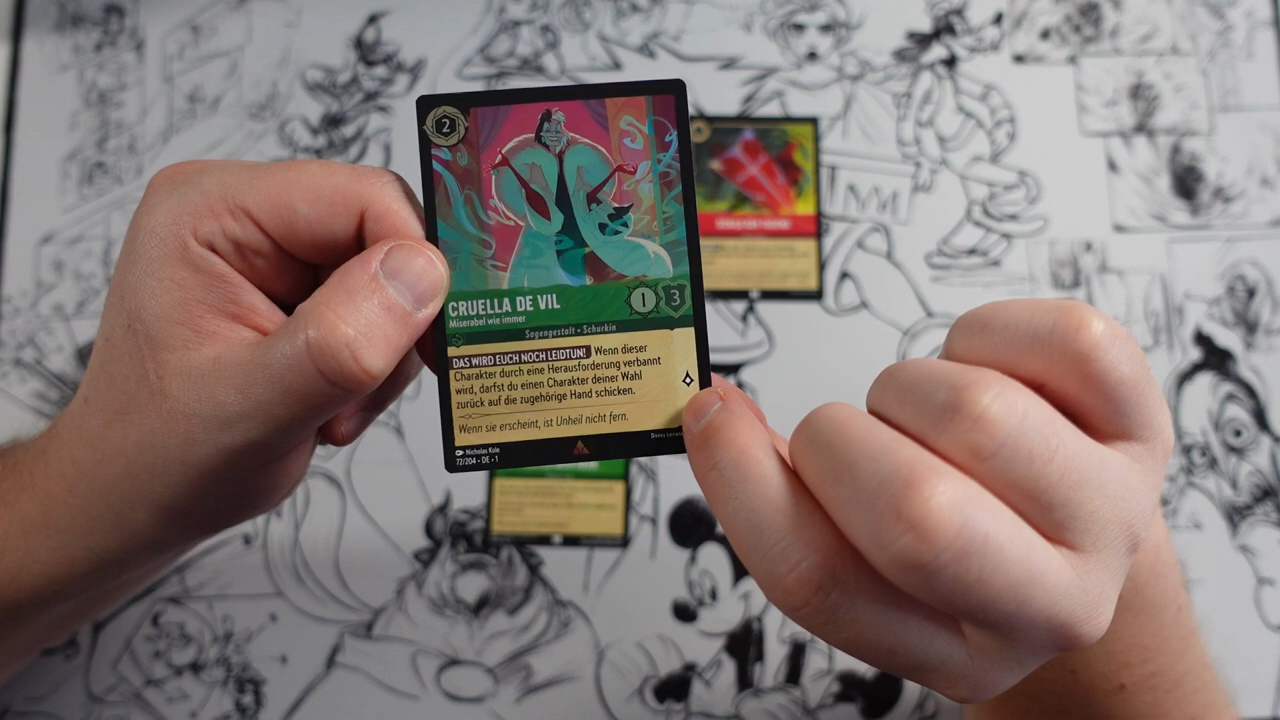 2
CRUELLA DE VIL
1 3
Miserabel wie immer
Sagengestalt • Schurkin
DAS WIRD EUCH NOCH LEIDTUN! Wenn dieser
Charakter durch eine Herausforderung verbannt
wird, darfst du einen Charakter deiner Wahl
zurück auf die zugehörige Hand schicken.
Wenn sie erscheint, ist Unheil nicht fern.
Nicholas Kole
72/204 • DE • 1
Disney Lorcana